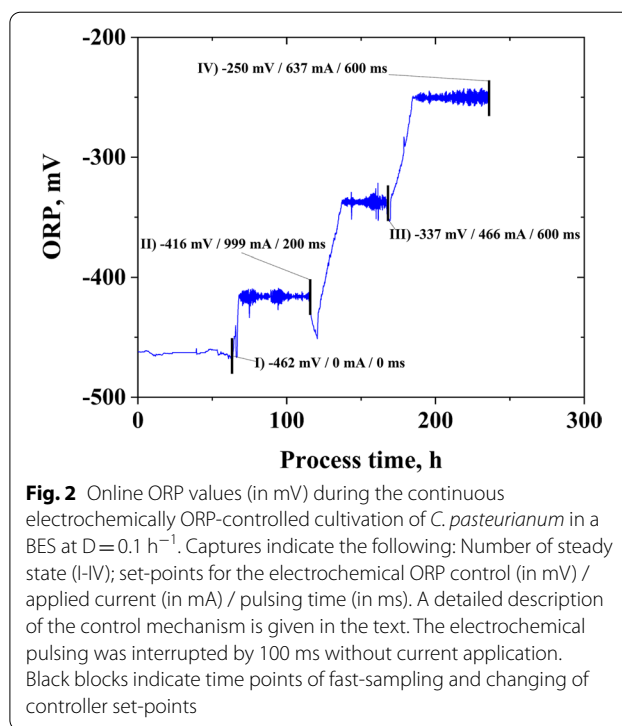 -200
IV) -250 mV / 637 mA / 600 ms
-300
III) -337 mV / 466 mA / 600 ms
II) -416 mV / 999 mA / 200 ms
-400
I) -462 mV / 0 mA / 0 ms
-500
ORP, mV
0
100
200
300
Process time, h
Fig. 2 Online ORP values (in mV) during the continuous
electrochemically ORP-controlled cultivation of C. pasteurianum in a
BES at D=0.1 h⁻¹. Captures indicate the following: Number of steady
state (I-IV); set-points for the electrochemical ORP control (in mV) /
applied current (in mA) / pulsing time (in ms). A detailed description
of the control mechanism is given in the text. The electrochemical
pulsing was interrupted by 100 ms without current application.
Black blocks indicate time points of fast-sampling and changing of
controller set-points